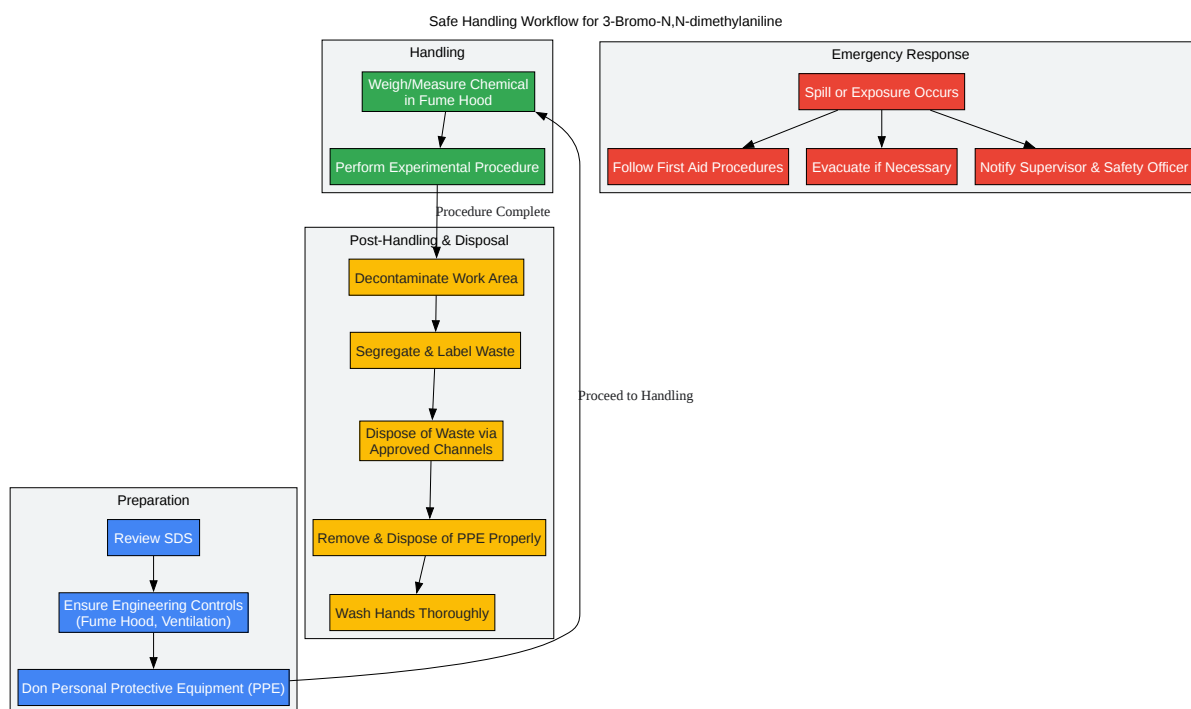 Safe Handling Workflow for 3-Bromo-N,N-dimethylaniline
Handling
Weigh/Measure Chemical
in Fume Hood
Perform Experimental Procedure
Procedure Complete
Emergency Response
Spill or Exposure Occurs
Follow First Aid Procedures
Evacuate if Necessary
Notify Supervisor & Safety Officer
Post-Handling & Disposal
Decontaminate Work Area
Segregate & Label Waste
Dispose of Waste via
Approved Channels
Remove & Dispose of PPE Properly
Wash Hands Thoroughly
Proceed to Handling
Preparation
Review SDS
Ensure Engineering Controls
(Fume Hood, Ventilation)
Don Personal Protective Equipment (PPE)